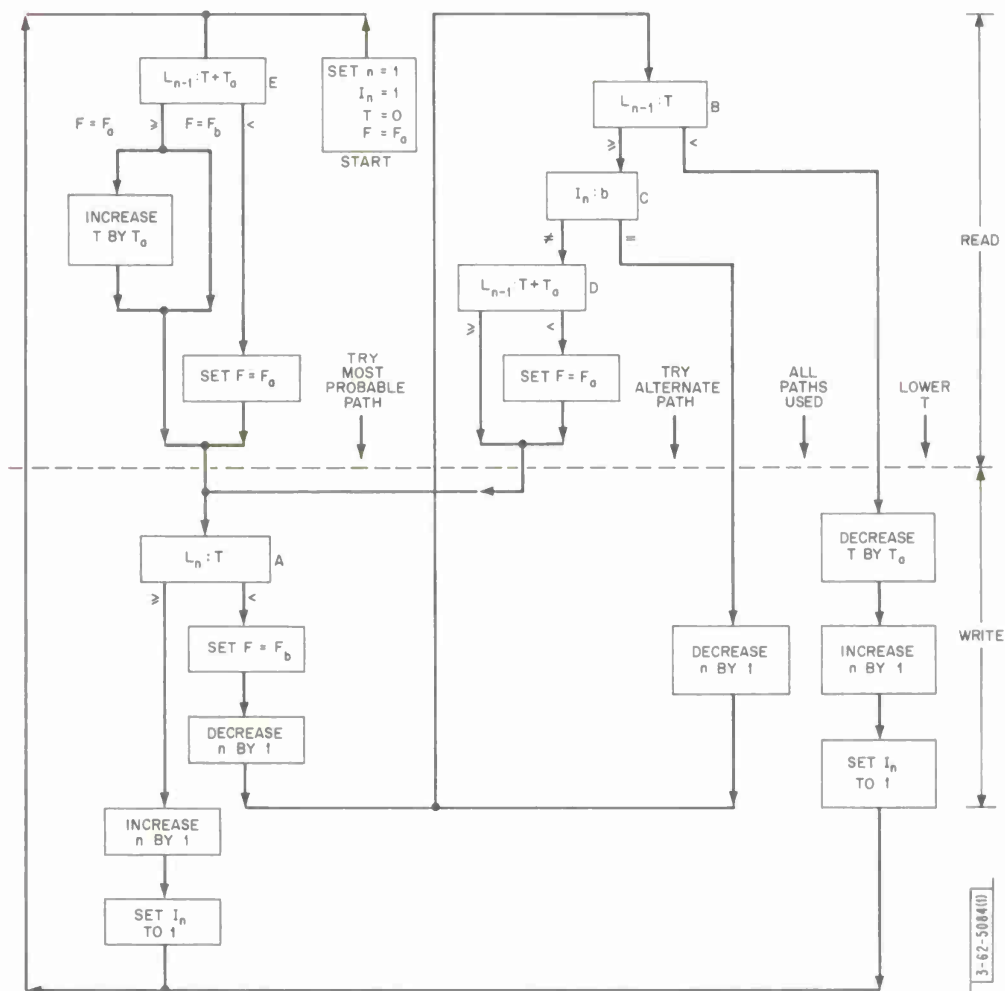 L_{n-1} : T + T_a
E
F = F_a
≥
F = F_b
<
INCREASE
T BY T_a
SET F = F_a
SET n = 1
I_n = 1
T = 0
F = F_a
START
TRY
MOST
PROBABLE
PATH
L_{n-1} : T
B
≥
<
I_n : b
C
≠
=
L_{n-1} : T + T_a
D
≥
<
SET F = F_a
TRY
ALTERNATE
PATH
ALL
PATHS
USED
LOWER
T
READ
L_n : T
A
≥
<
SET F = F_b
DECREASE
n BY 1
INCREASE
n BY 1
SET I_n
TO 1
DECREASE
n BY 1
DECREASE
T BY T_a
INCREASE
n BY 1
SET I_n
TO 1
WRITE
3-62-5084(1)